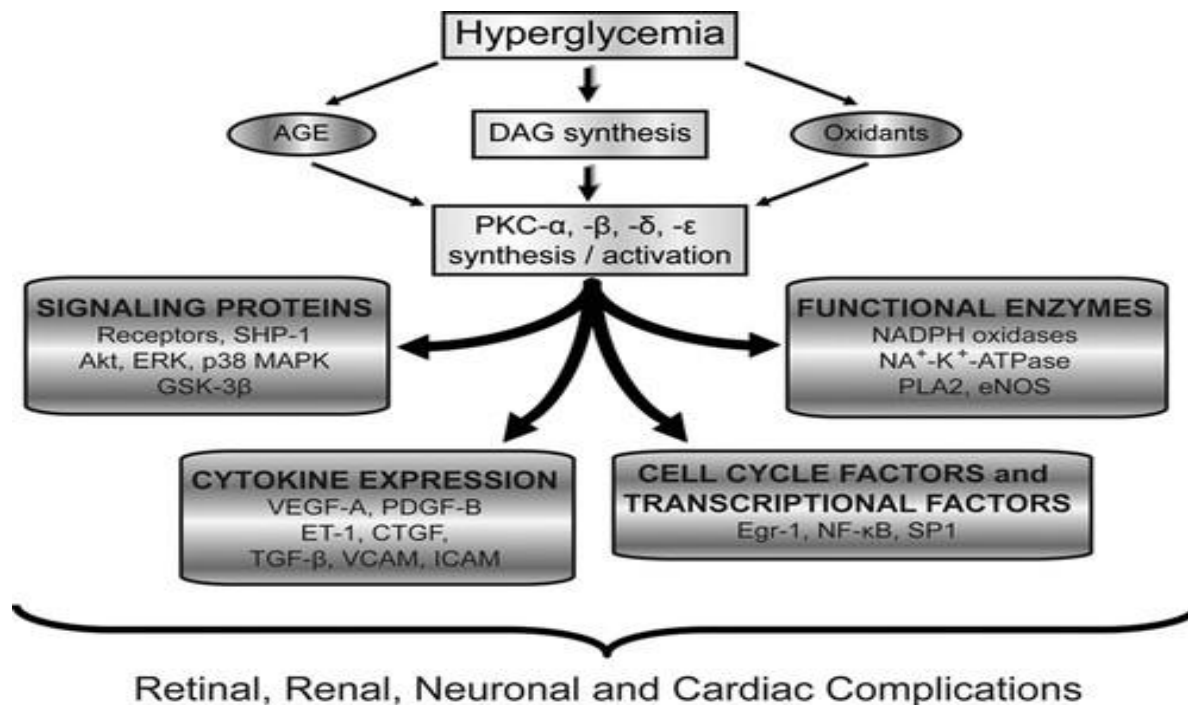 Hyperglycemia
AGE
DAG synthesis
Oxidants
PKC-α, -β, -δ, -ε
synthesis / activation
SIGNALING PROTEINS
Receptors, SHP-1
Akt, ERK, p38 MAPK
GSK-3β
FUNCTIONAL ENZYMES
NADPH oxidases
NA⁺-K⁺-ATPase
PLA2, eNOS
CYTOKINE EXPRESSION
VEGF-A, PDGF-B
ET-1, CTGF,
TGF-β, VCAM, ICAM
CELL CYCLE FACTORS and
TRANSCRIPTIONAL FACTORS
Egr-1, NF-κB, SP1
Retinal, Renal, Neuronal and Cardiac Complications